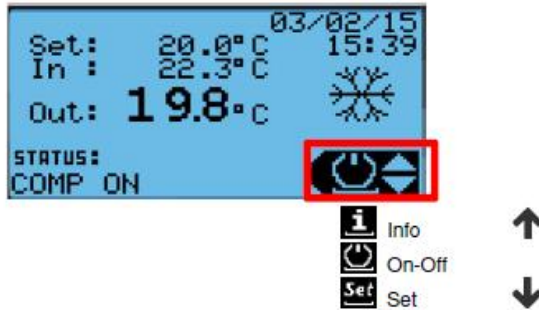 03/02/15
Set: 20.0°C 15:39
In : 22.3°C
Out: 19.8°C
STATUS:
COMP ON
i Info
On-Off
Set Set